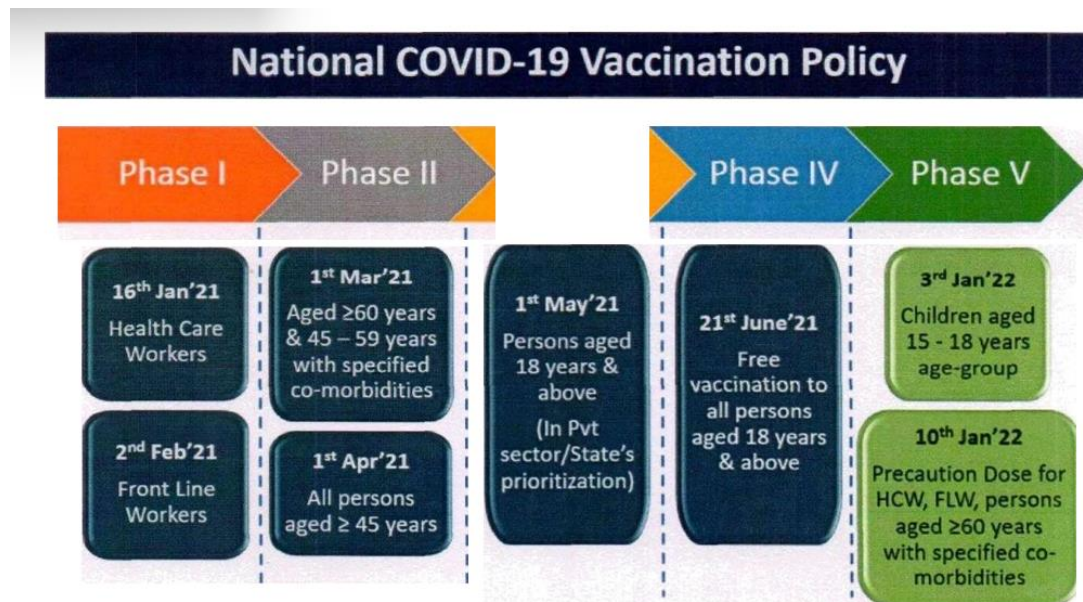 National COVID-19 Vaccination Policy
Phase I
Phase II
Phase IV
Phase V
16th Jan'21
Health Care
Workers
2nd Feb'21
Front Line
Workers
1st Mar'21
Aged ≥60 years
& 45 – 59 years
with specified
co-morbidities
1st Apr'21
All persons
aged ≥ 45 years
1st May'21
Persons aged
18 years &
above
(In Pvt
sector/State's
prioritization)
21st June'21
Free
vaccination to
all persons
aged 18 years
& above
3rd Jan'22
Children aged
15 - 18 years
age-group
10th Jan'22
Precaution Dose for
HCW, FLW, persons
aged ≥60 years
with specified co-
morbidities